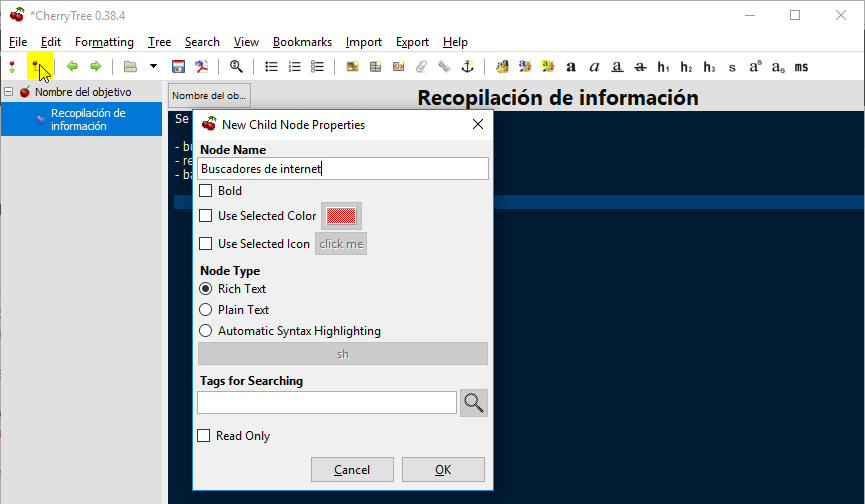 *CherryTree 0.38.4
File Edit Formatting Tree Search View Bookmarks Import Export Help
h1 h2 h3 s as as ms
Nombre del objetivo
Recopilación de
información
Nombre del ob...
Recopilación de información
Se
- bu
- re
- ba
New Child Node Properties
Node Name
Buscadores de internet
Bold
Use Selected Color
Use Selected Icon click me
Node Type
Rich Text
Plain Text
Automatic Syntax Highlighting
sh
Tags for Searching
Read Only
Cancel OK